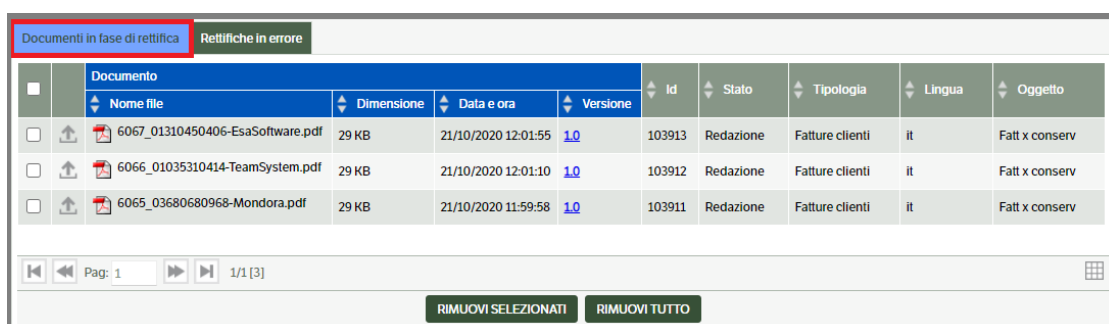 Documenti in fase di rettifica Rettifiche in errore
Documento
Nome file Dimensione Data e ora Versione Id Stato Tipologia Lingua Oggetto
6067_01310450406-EsaSoftware.pdf 29 KB 21/10/2020 12:01:55 1.0 103913 Redazione Fatture clienti it Fatt x conserv
6066_01035310414-TeamSystem.pdf 29 KB 21/10/2020 12:01:10 1.0 103912 Redazione Fatture clienti it Fatt x conserv
6065_03680680968-Mondora.pdf 29 KB 21/10/2020 11:59:58 1.0 103911 Redazione Fatture clienti it Fatt x conserv
Pag: 1 1/1 [3]
RIMUOVI SELEZIONATI RIMUOVI TUTTO